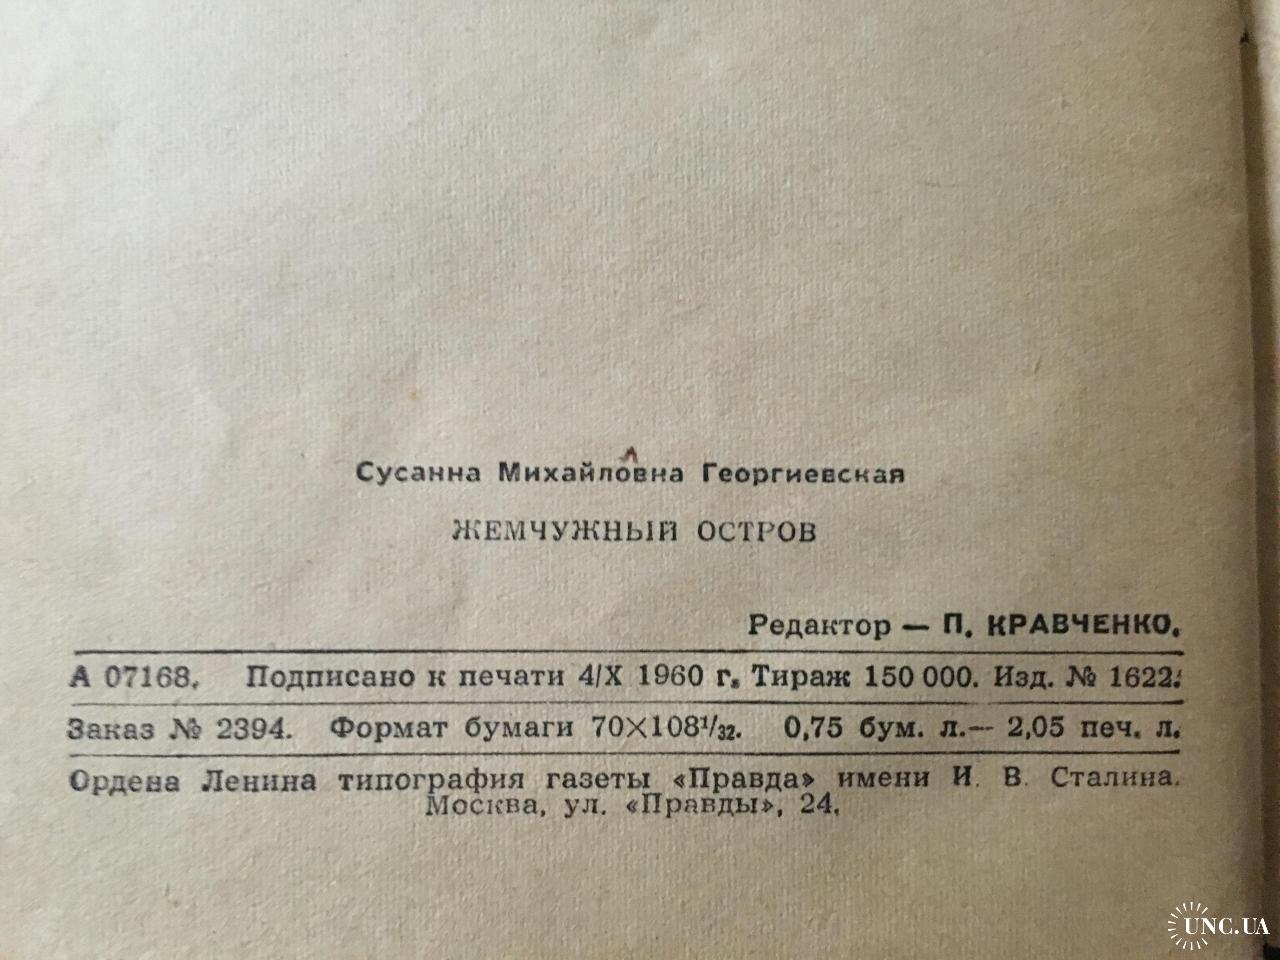 Сусанна Михайловна Георгиевская
ЖЕМЧУЖНЫЙ ОСТРОВ
Редактор — П. КРАВЧЕНКО.
А 07168. Подписано к печати 4/X 1960 г. Тираж 150 000. Изд. № 1622.
Заказ № 2394. Формат бумаги 70×108¹/₃₂. 0,75 бум. л.— 2,05 печ. л.
Ордена Ленина типография газеты «Правда» имени И. В. Сталина.
Москва, ул. «Правды», 24.
UNC.UA